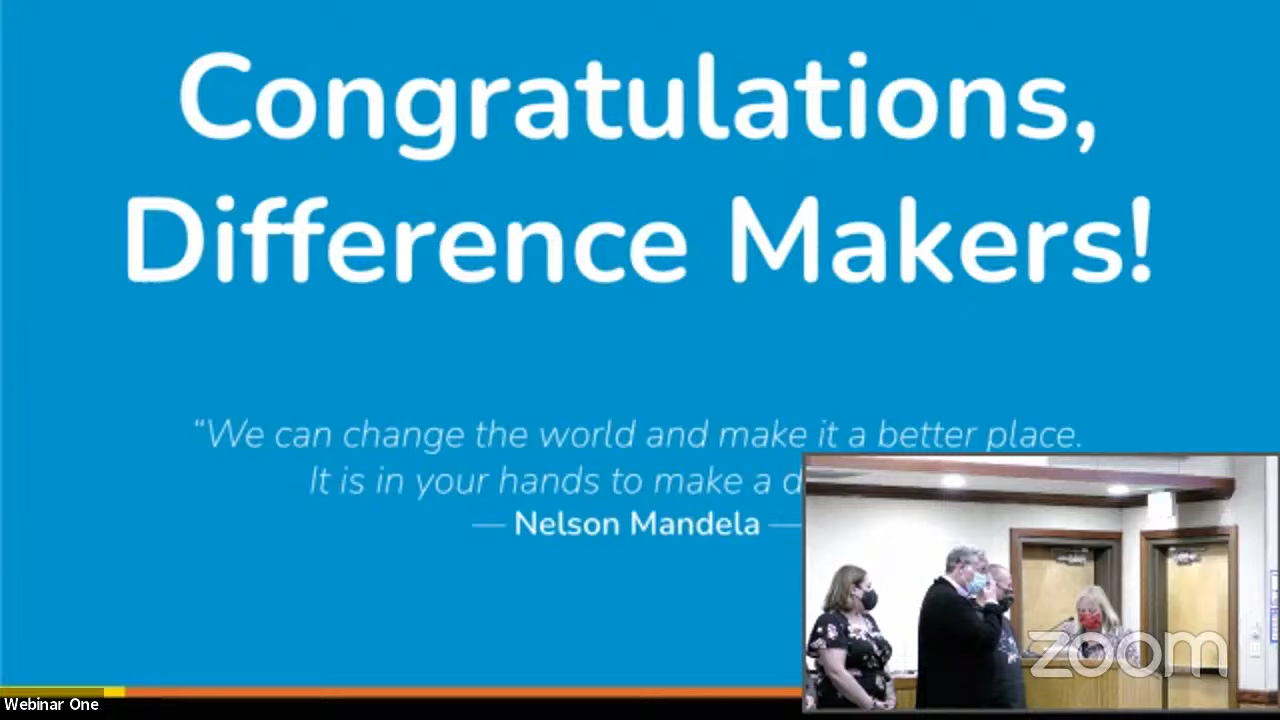 Congratulations,
Difference Makers!
“We can change the world and make it a better place.
It is in your hands to make a d
— Nelson Mandela —
zoom
Webinar One